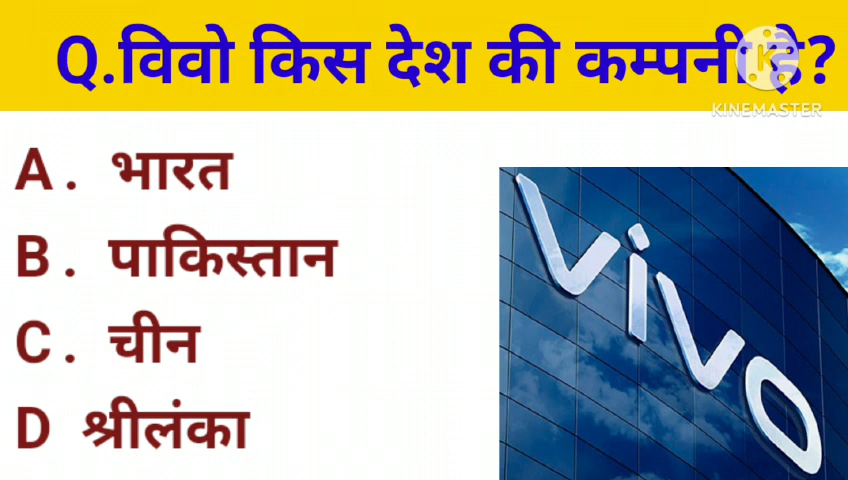 Q.विवो किस देश की कम्पनी है?
KINEMASTER
A. भारत
B. पाकिस्तान
C. चीन
D श्रीलंका
vivo